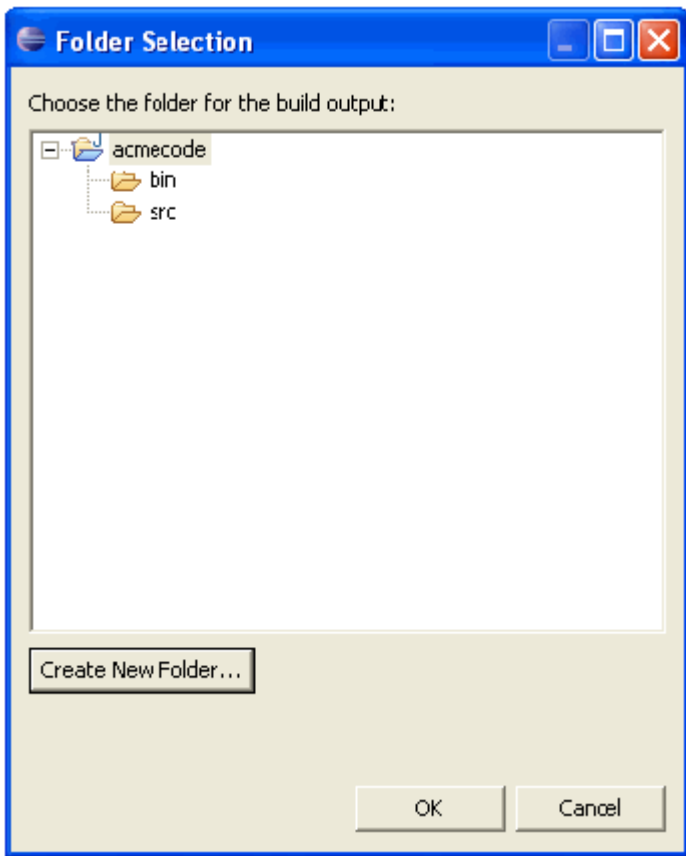 Folder Selection
Choose the folder for the build output:
acmecode
bin
src
Create New Folder...
OK
Cancel